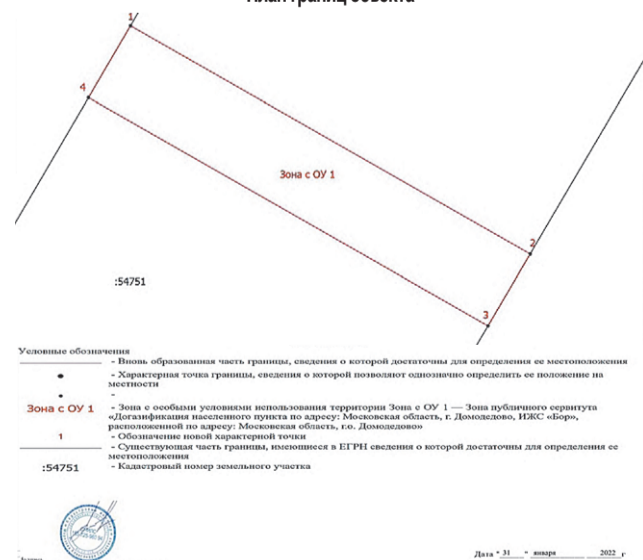 План границ объекта
1
4
Зона с ОУ 1
2
:54751
3
Условные обозначения
- Вновь образованная часть границы, сведения о которой достаточны для определения ее местоположения
- Характерная точка границы, сведения о которой позволяют однозначно определить ее положение на
местности
-
Зона с ОУ 1 - Зона с особыми условиями использования территории Зона с ОУ 1 — Зона публичного сервитута
«Догазификация населенного пункта по адресу: Московская область, г. Домодедово, ИЖС «Бор»,
расположенной по адресу: Московская область, г.о. Домодедово»
1 - Обозначение новой характерной точки
- Существующая часть границы, имеющиеся в ЕГРН сведения о которой достаточны для определения ее
местоположения
:54751 - Кадастровый номер земельного участка
Дата " 31 " января 2022 г